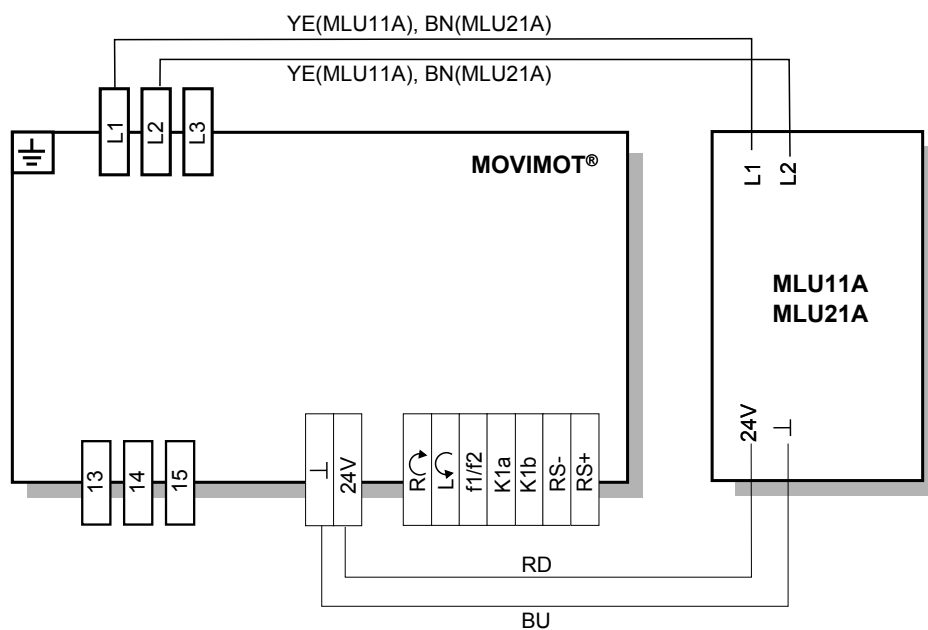 YE(MLU11A), BN(MLU21A)
YE(MLU11A), BN(MLU21A)
L1
L2
L3
MOVIMOT®
L1
L2
MLU11A
MLU21A
24V
⊥
13
14
15
⊥
24V
R
L
f1/f2
K1a
K1b
RS-
RS+
RD
BU